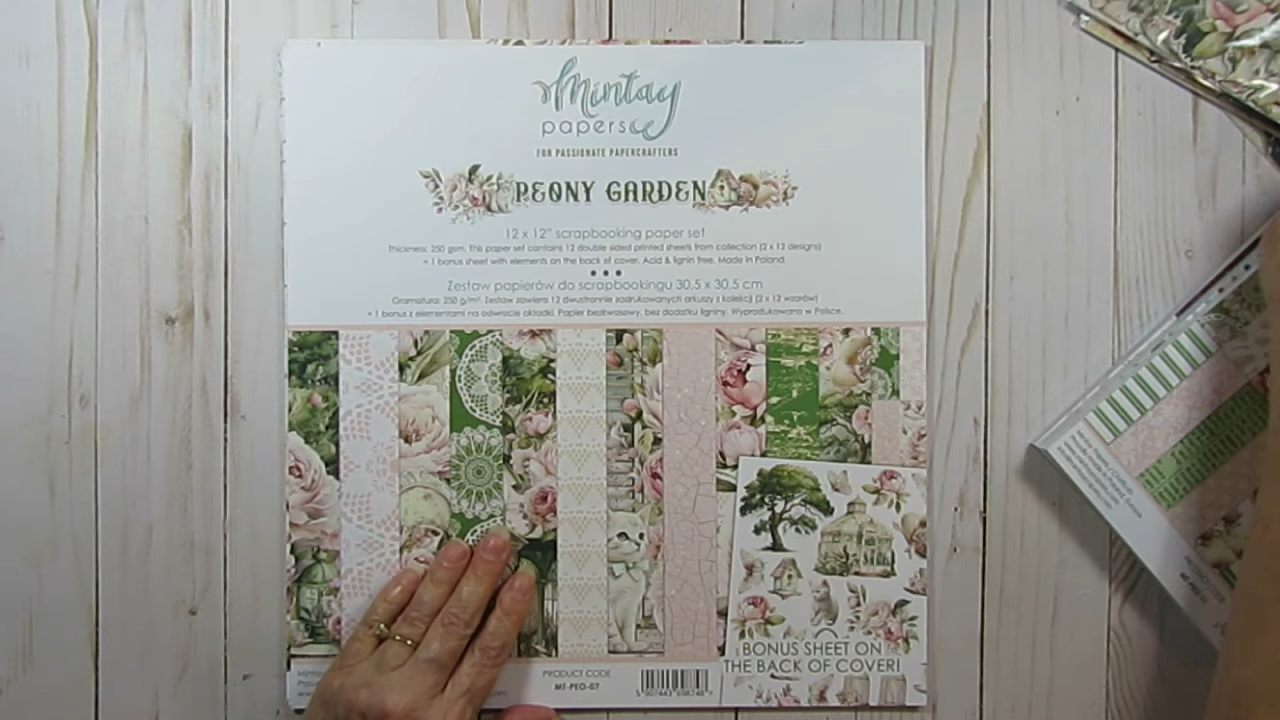 Mintay
papers
FOR PASSIONATE PAPERCRAFTERS
PEONY GARDEN
12 x 12" scrapbooking paper set
Thickness: 250 gsm. This paper set contains 12 double sided printed sheets from collection (2 x 12 designs)
+ 1 bonus sheet with elements on the back of cover. Acid & lignin free. Made in Poland.
Zestaw papierów do scrapbookingu 30,5 x 30,5 cm
Gramatura: 250 g/m². Zestaw zawiera 12 dwustronnie zadrukowanych arkuszy z kolekcji (2 x 12 wzorów)
+ 1 bonus z elementami na odwrocie okładki. Papier bezkwasowy, bez dodatku ligniny. Wyprodukowano w Polsce.
BONUS SHEET ON
THE BACK OF COVER!
PRODUCT CODE
MT-PEO-07